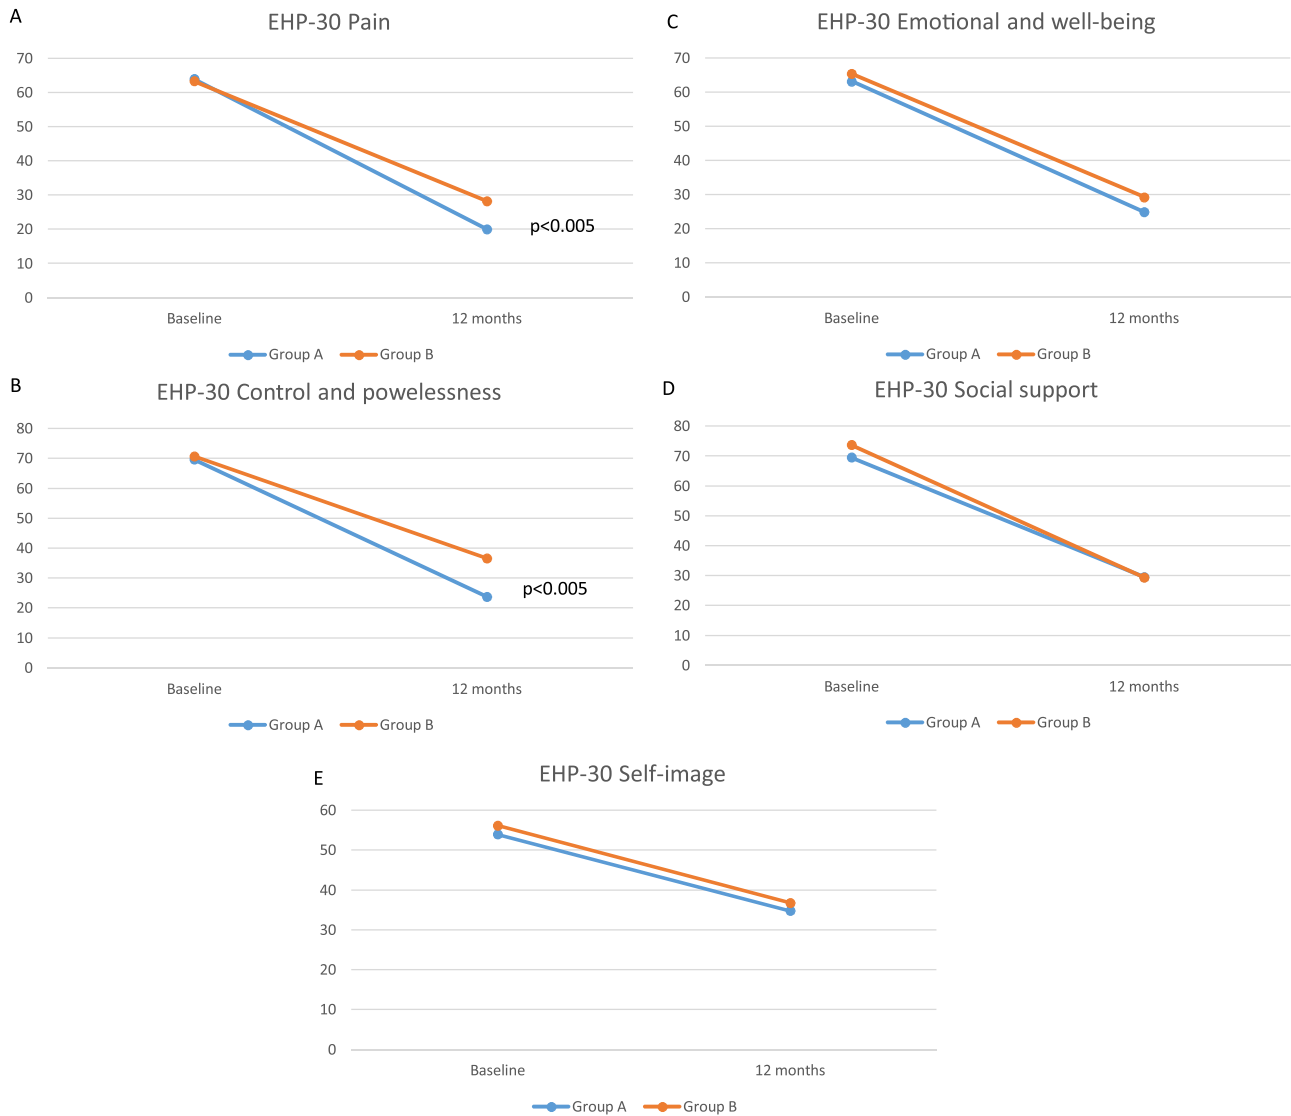 A
EHP-30 Pain
70
60
50
40
30
20
10
0
p<0.005
Baseline
12 months
Group A
Group B
B
EHP-30 Control and powelessness
80
70
60
50
40
30
20
10
0
p<0.005
Baseline
12 months
Group A
Group B
C
EHP-30 Emotional and well-being
70
60
50
40
30
20
10
0
Baseline
12 months
Group A
Group B
D
EHP-30 Social support
80
70
60
50
40
30
20
10
0
Baseline
12 months
Group A
Group B
E
EHP-30 Self-image
60
50
40
30
20
10
0
Baseline
12 months
Group A
Group B